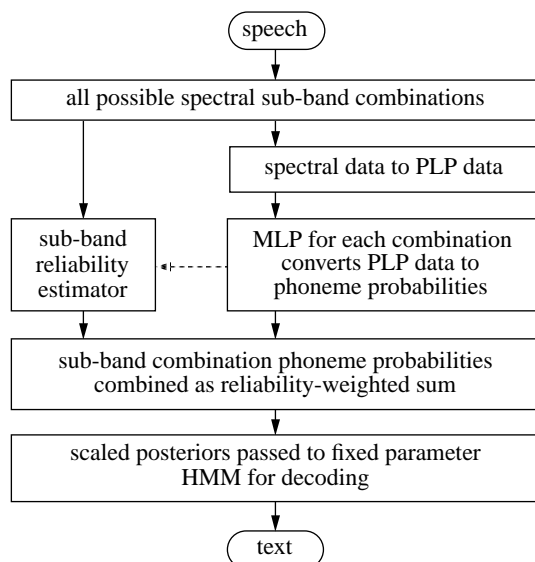 speech
all possible spectral sub-band combinations
spectral data to PLP data
sub-band
reliability
estimator
MLP for each combination
converts PLP data to
phoneme probabilities
sub-band combination phoneme probabilities
combined as reliability-weighted sum
scaled posteriors passed to fixed parameter
HMM for decoding
text